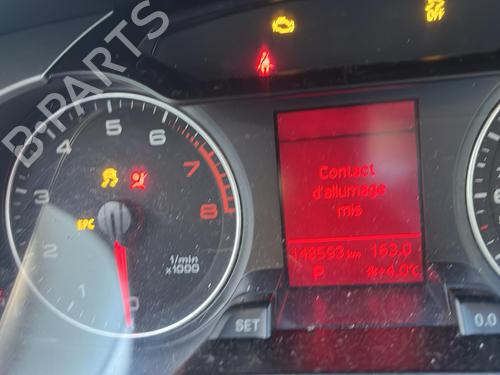 B-PARTS
OFF
Contact
d'allumage
mis
148593 km 163.0
P +4.0°C
EPC
1/min
x1000
0 1 2 3 4 5 6 7 8
SET
0.0